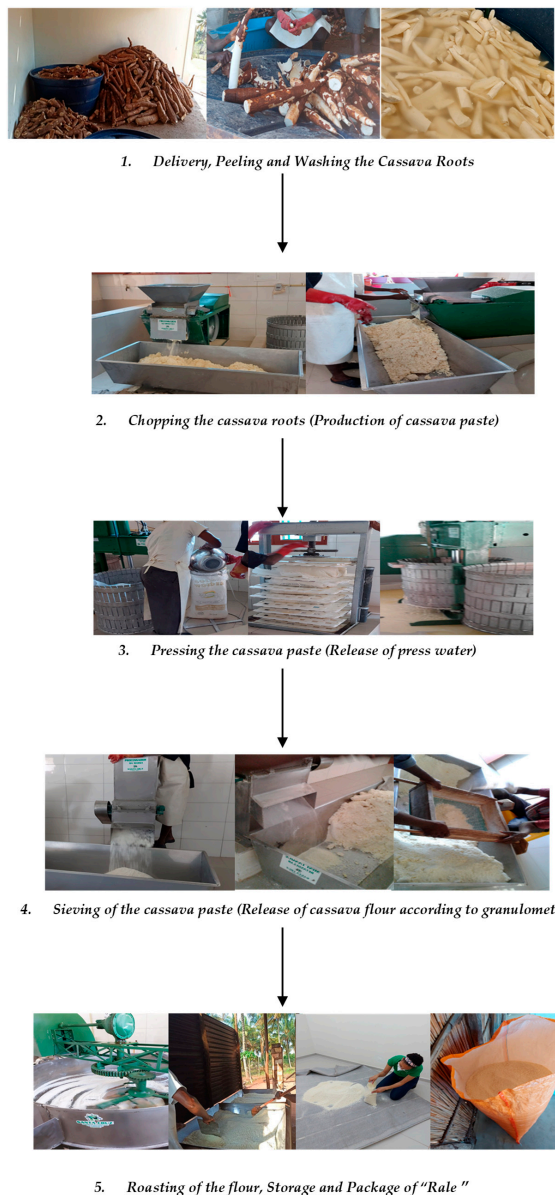 1. Delivery, Peeling and Washing the Cassava Roots
2. Chopping the cassava roots (Production of cassava paste)
3. Pressing the cassava paste (Release of press water)
4. Sieving of the cassava paste (Release of cassava flour according to granulomet
5. Roasting of the flour, Storage and Package of “Rale ”